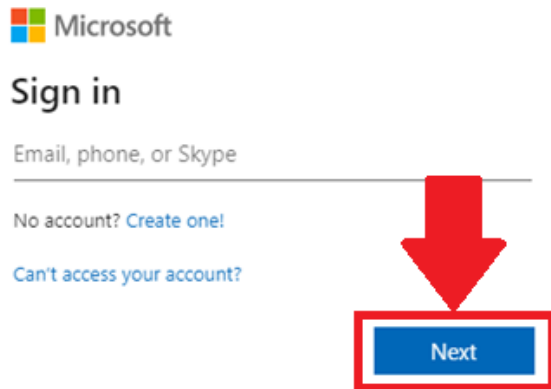 Microsoft
Sign in
Email, phone, or Skype
No account? Create one!
Can't access your account?
Next